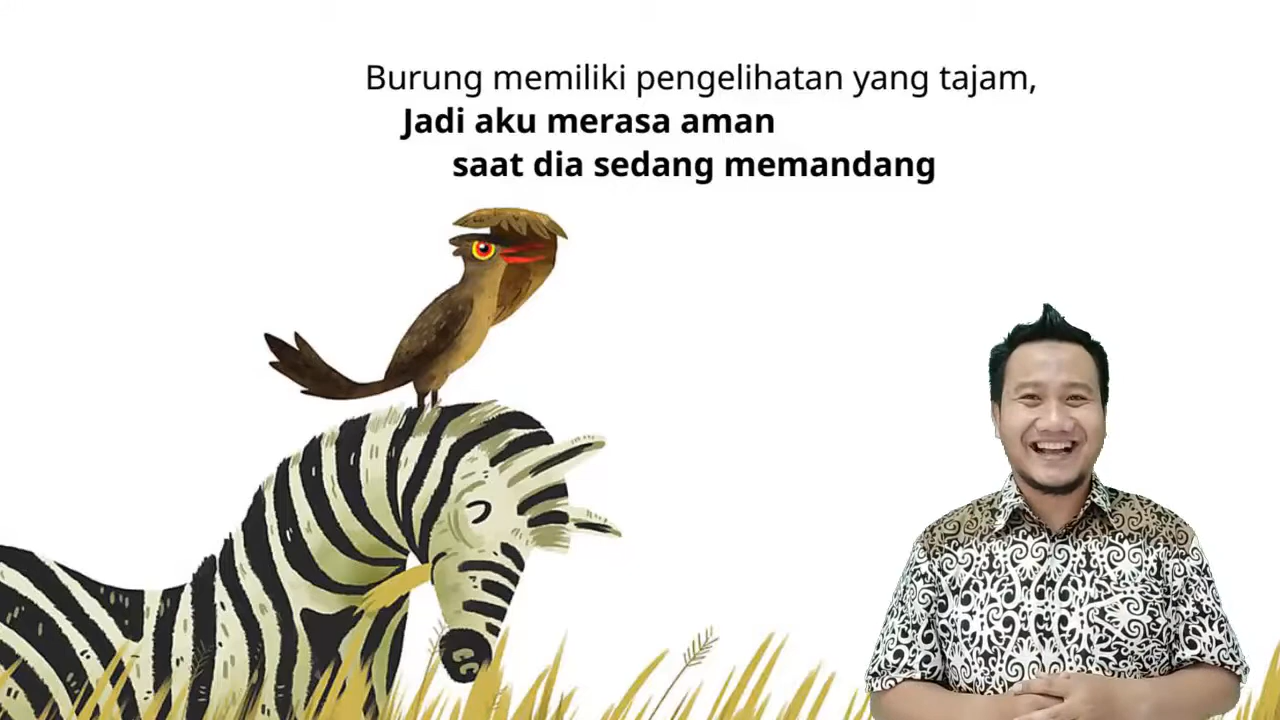 Burung memiliki pengelihatan yang tajam,
Jadi aku merasa aman
saat dia sedang memandang